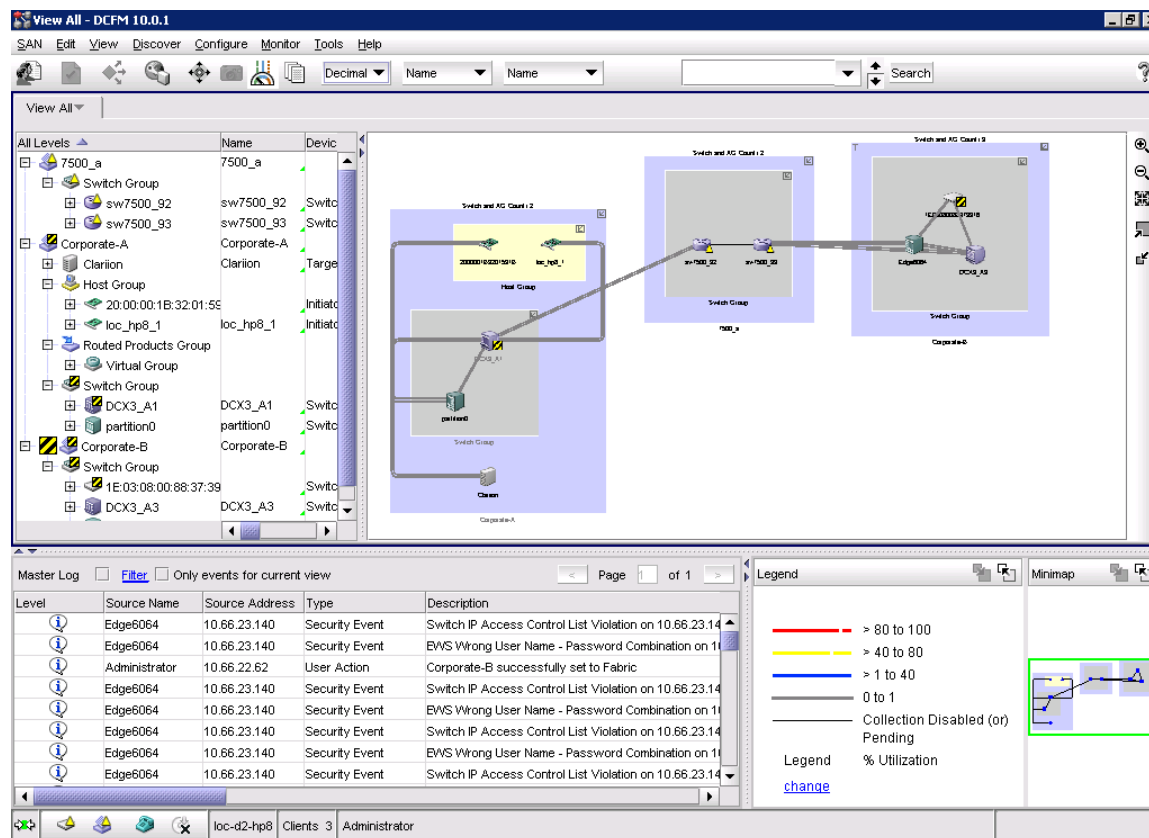 View All - DCFM 10.0.1
SAN Edit View Discover Configure Monitor Tools Help
Decimal Name Name Search
View All
All Levels Name Devic
7500_a 7500_a
Switch Group
sw7500_92 sw7500_92 Switc
sw7500_93 sw7500_93 Switc
Corporate-A Corporate-A
Clariion Clariion Targe
Host Group
20:00:00:1B:32:01:59 Initiato
loc_hp8_1 loc_hp8_1 Initiato
Routed Products Group
Virtual Group
Switch Group
DCX3_A1 DCX3_A1 Switc
partition0 partition0 Switc
Corporate-B Corporate-B
Switch Group
1E:03:08:00:88:37:39 Switc
DCX3_A3 DCX3_A3 Switc
Switch and AG Count : 2
loc_hp8_1
Host Group
DCX3_A1
partition0
Switch Group
Clariion
Corporate-A
Switch and AG Count : 2
sw7500_92 sw7500_93
Switch Group
7500_a
Switch and AG Count : 3
Edge6064
DCX3_A3
Switch Group
Corporate-B
Master Log Filter Only events for current view < Page 1 of 1 >
Level Source Name Source Address Type Description
Edge6064 10.66.23.140 Security Event Switch IP Access Control List Violation on 10.66.23.14
Edge6064 10.66.23.140 Security Event EWS Wrong User Name - Password Combination on 10
Administrator 10.66.22.62 User Action Corporate-B successfully set to Fabric
Edge6064 10.66.23.140 Security Event Switch IP Access Control List Violation on 10.66.23.14
Edge6064 10.66.23.140 Security Event EWS Wrong User Name - Password Combination on 10
Edge6064 10.66.23.140 Security Event Switch IP Access Control List Violation on 10.66.23.14
Edge6064 10.66.23.140 Security Event EWS Wrong User Name - Password Combination on 10
Edge6064 10.66.23.140 Security Event Switch IP Access Control List Violation on 10.66.23.14
Legend
> 80 to 100
> 40 to 80
> 1 to 40
0 to 1
Collection Disabled (or)
Pending
Legend % Utilization
change
Minimap
loc-d2-hp8 Clients 3 Administrator